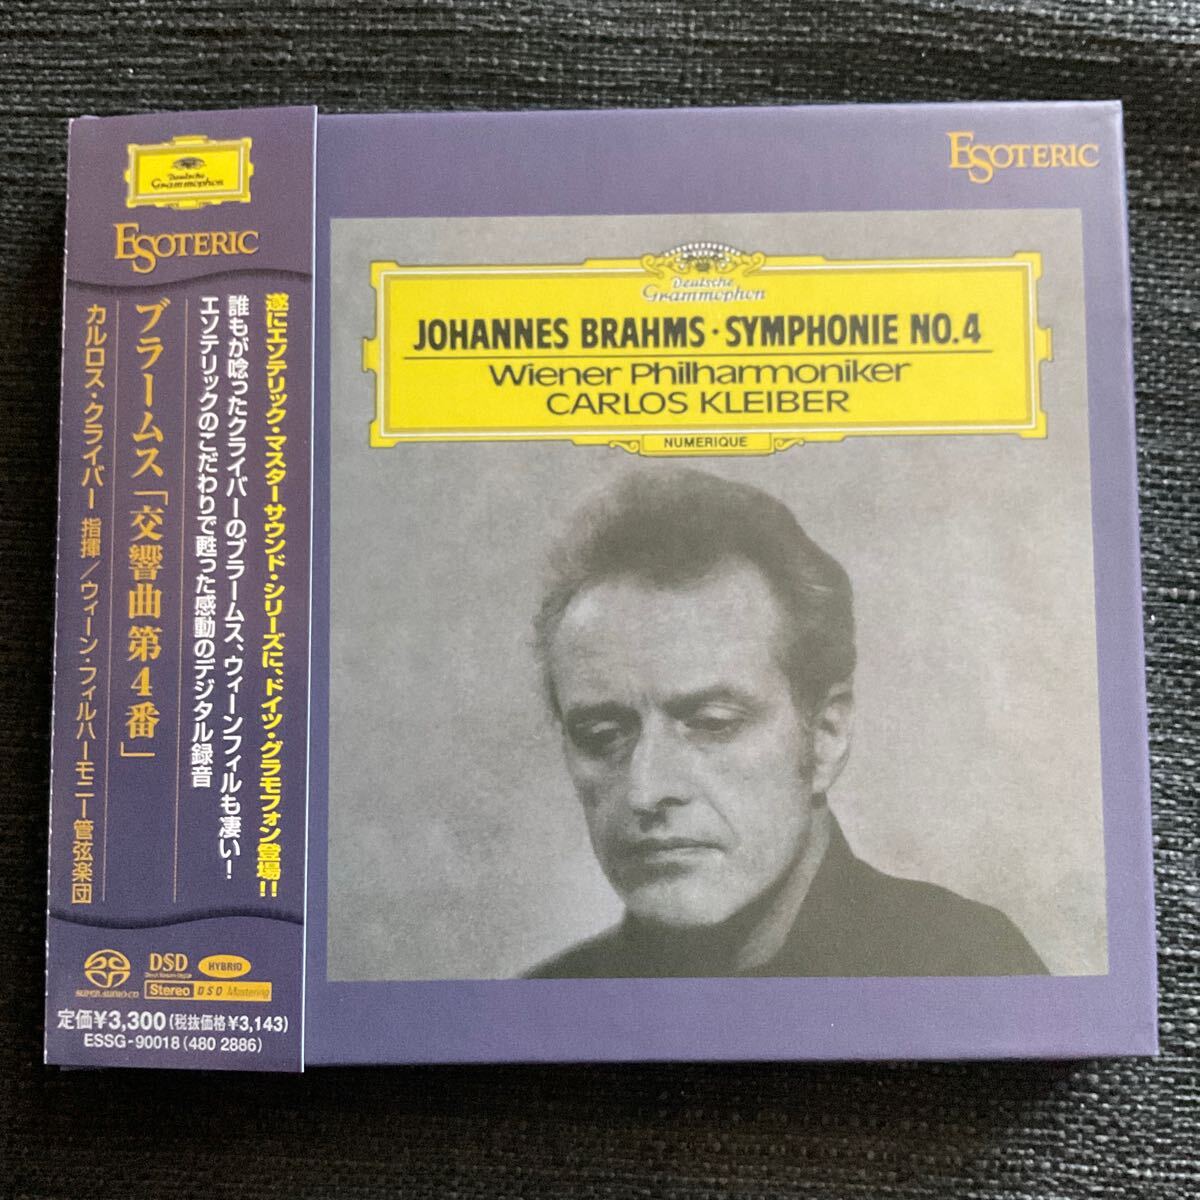 Deutsche
Grammophon
ESOTERIC
遂にエソテリック・マスターサウンド・シリーズに、ドイツ・グラモフォン登場!!
誰もが唸ったクライバーのブラームス、ウィーンフィルも凄い!
エソテリックのこだわりで甦った感動のデジタル録音
ブラームス「交響曲第4番」
カルロス・クライバー 指揮/ウィーン・フィルハーモニー管弦楽団
SUPER AUDIO CD
DSD
Direct Stream Digital
HYBRID
Stereo DSD Mastering
定価¥3,300(税抜価格¥3,143)
ESSG-90018(480 2886)
ESOTERIC
Deutsche
Grammophon
JOHANNES BRAHMS・SYMPHONIE NO.4
Wiener Philharmoniker
CARLOS KLEIBER
NUMERIQUE